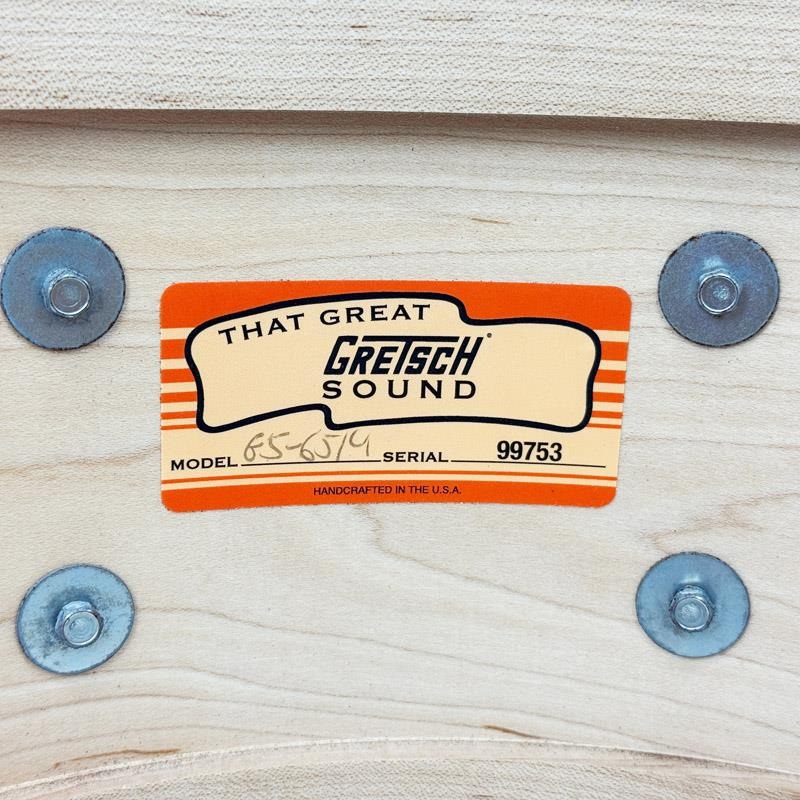 THAT GREAT
GRETSCH®
SOUND
MODEL 65-6514 SERIAL 99753
HANDCRAFTED IN THE U.S.A.